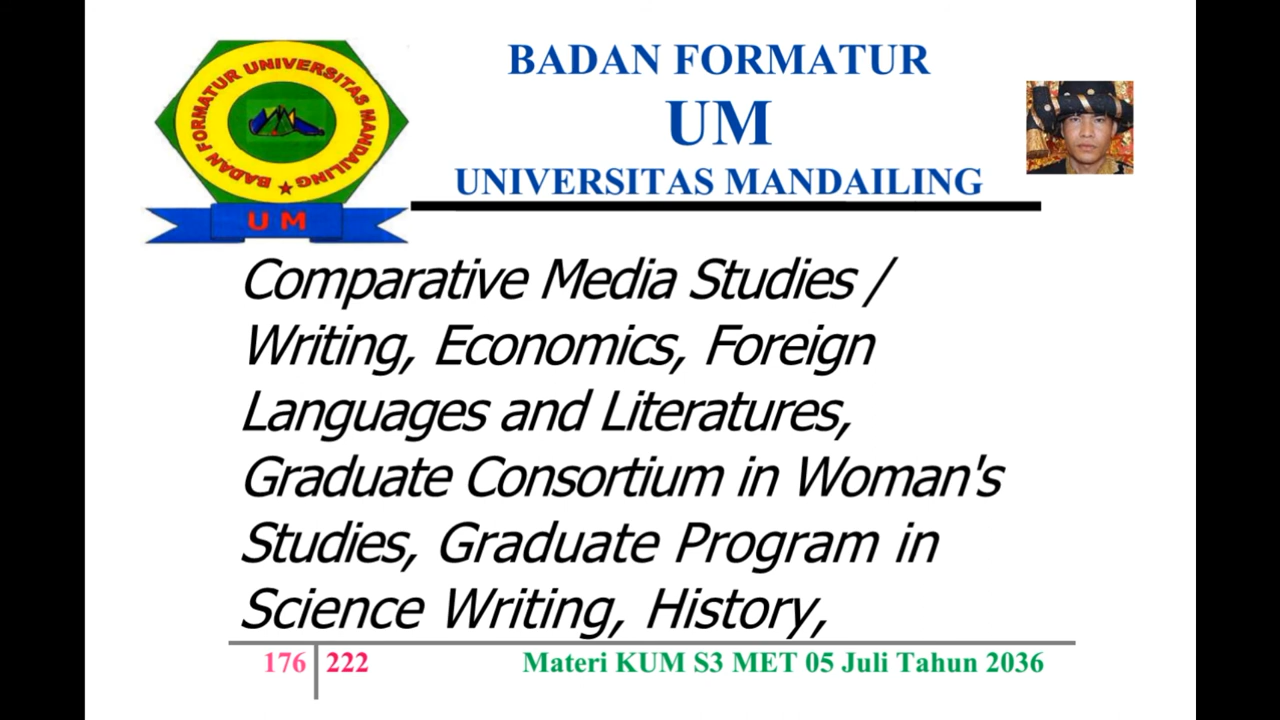 BADAN FORMATUR UNIVERSITAS MANDAILING
UM
BADAN FORMATUR
UM
UNIVERSITAS MANDAILING
Comparative Media Studies /
Writing, Economics, Foreign
Languages and Literatures,
Graduate Consortium in Woman's
Studies, Graduate Program in
Science Writing, History,
176 222 Materi KUM S3 MET 05 Juli Tahun 2036